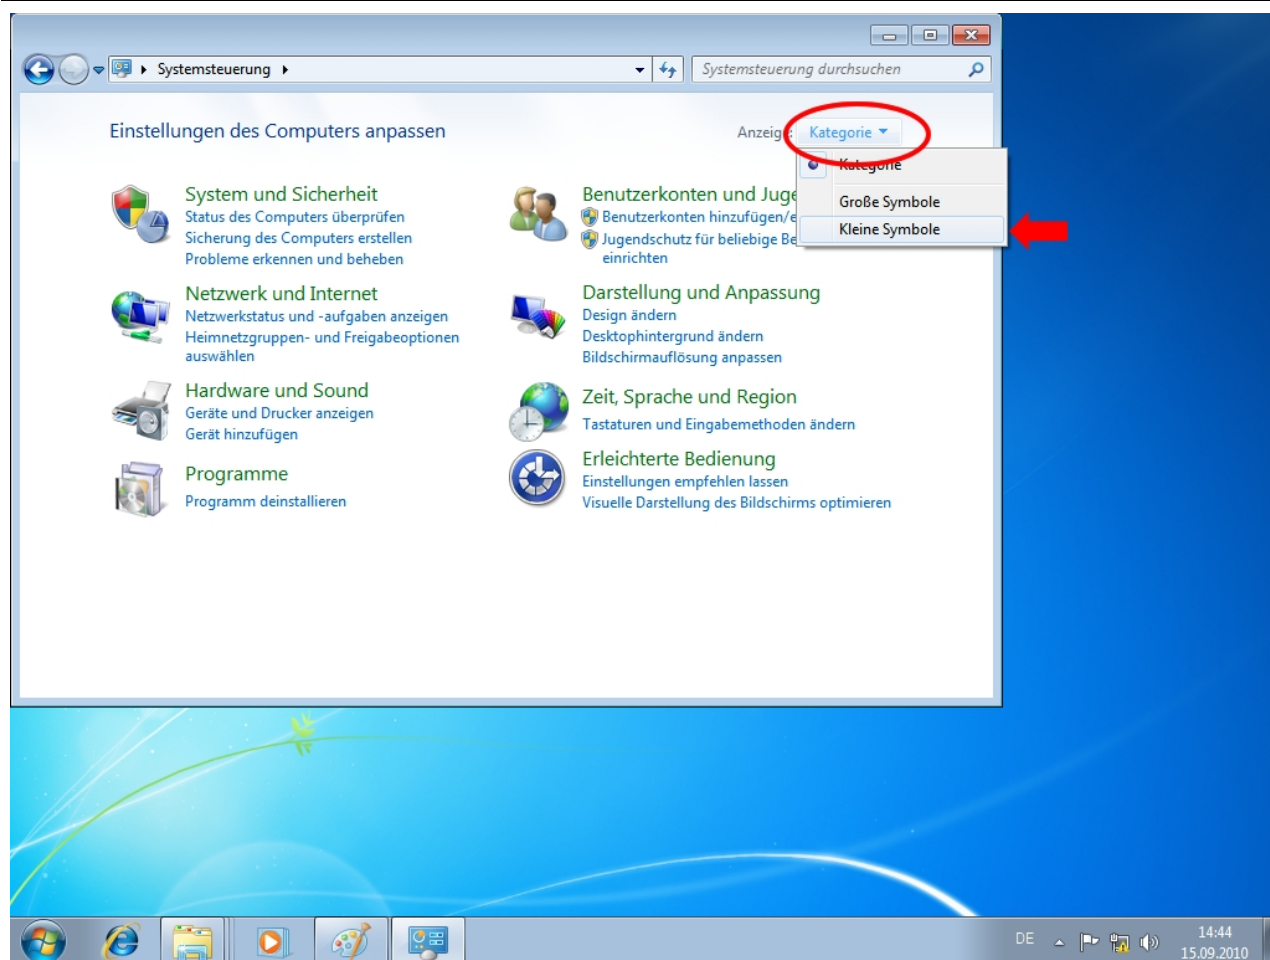 Systemsteuerung
Systemsteuerung durchsuchen
Einstellungen des Computers anpassen
Anzeige: Kategorie
Kategorie
Große Symbole
Kleine Symbole
System und Sicherheit
Status des Computers überprüfen
Sicherung des Computers erstellen
Probleme erkennen und beheben
Netzwerk und Internet
Netzwerkstatus und -aufgaben anzeigen
Heimnetzgruppen- und Freigabeoptionen
auswählen
Hardware und Sound
Geräte und Drucker anzeigen
Gerät hinzufügen
Programme
Programm deinstallieren
Benutzerkonten und Juge
Benutzerkonten hinzufügen/e
Jugendschutz für beliebige Be
einrichten
Darstellung und Anpassung
Design ändern
Desktophintergrund ändern
Bildschirmauflösung anpassen
Zeit, Sprache und Region
Tastaturen und Eingabemethoden ändern
Erleichterte Bedienung
Einstellungen empfehlen lassen
Visuelle Darstellung des Bildschirms optimieren
DE
14:44
15.09.2010